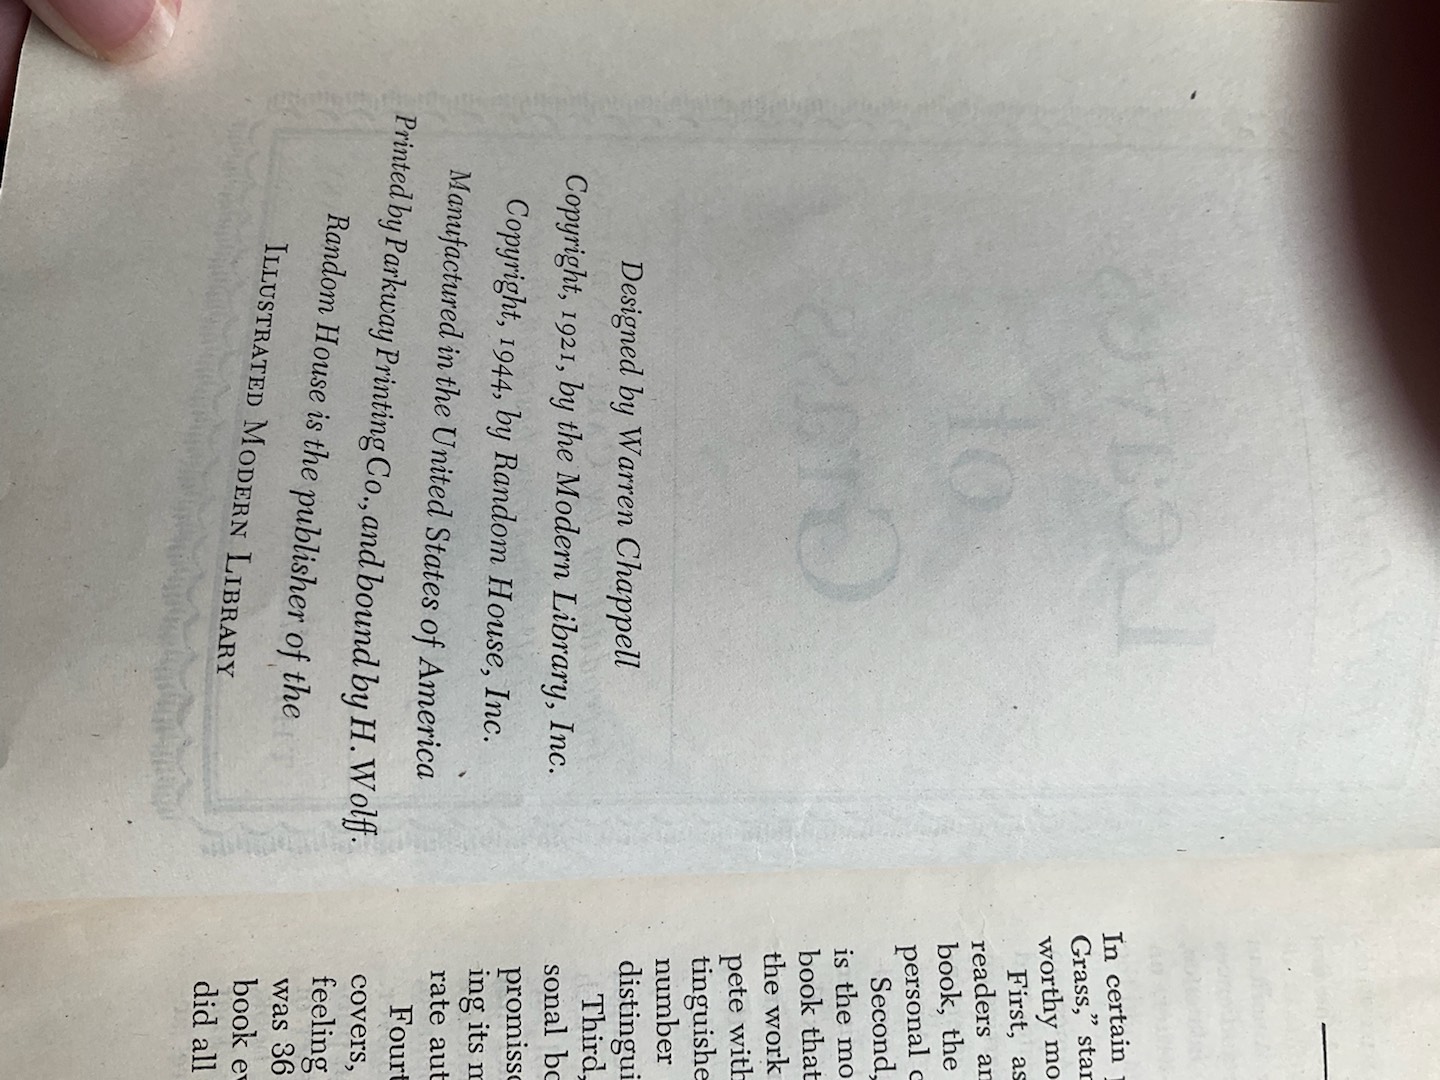 Designed by Warren Chappell
Copyright, 1921, by the Modern Library, Inc.
Copyright, 1944, by Random House, Inc.
Manufactured in the United States of America
Printed by Parkway Printing Co., and bound by H. Wolff.
Random House is the publisher of the
ILLUSTRATED MODERN LIBRARY
In certain
Grass,” star
worthy mo
First, as
readers an
book, the
personal c
Second,
is the mo
book that
the work
pete with
tinguishe
number
distingui
Third,
sonal bo
promisso
ing its m
rate aut
Fourt
covers,
feeling
was 36
book ev
did all
Leaves
of
Grass